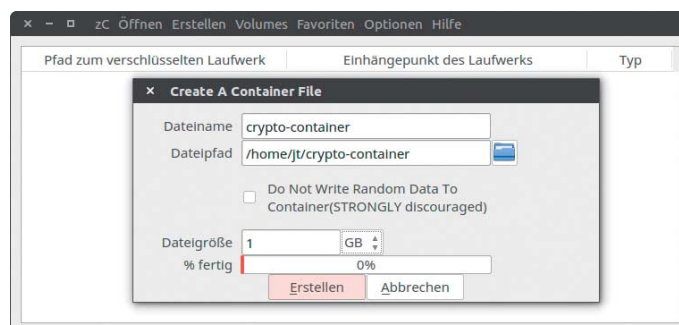 zC Öffnen Erstellen Volumes Favoriten Optionen Hilfe
Pfad zum verschlüsselten Laufwerk Einhängepunkt des Laufwerks Typ
Create A Container File
Dateiname crypto-container
Dateipfad /home/jt/crypto-container
Do Not Write Random Data To
Container(STRONGLY discouraged)
Dateigröße 1 GB
% fertig 0%
Erstellen Abbrechen